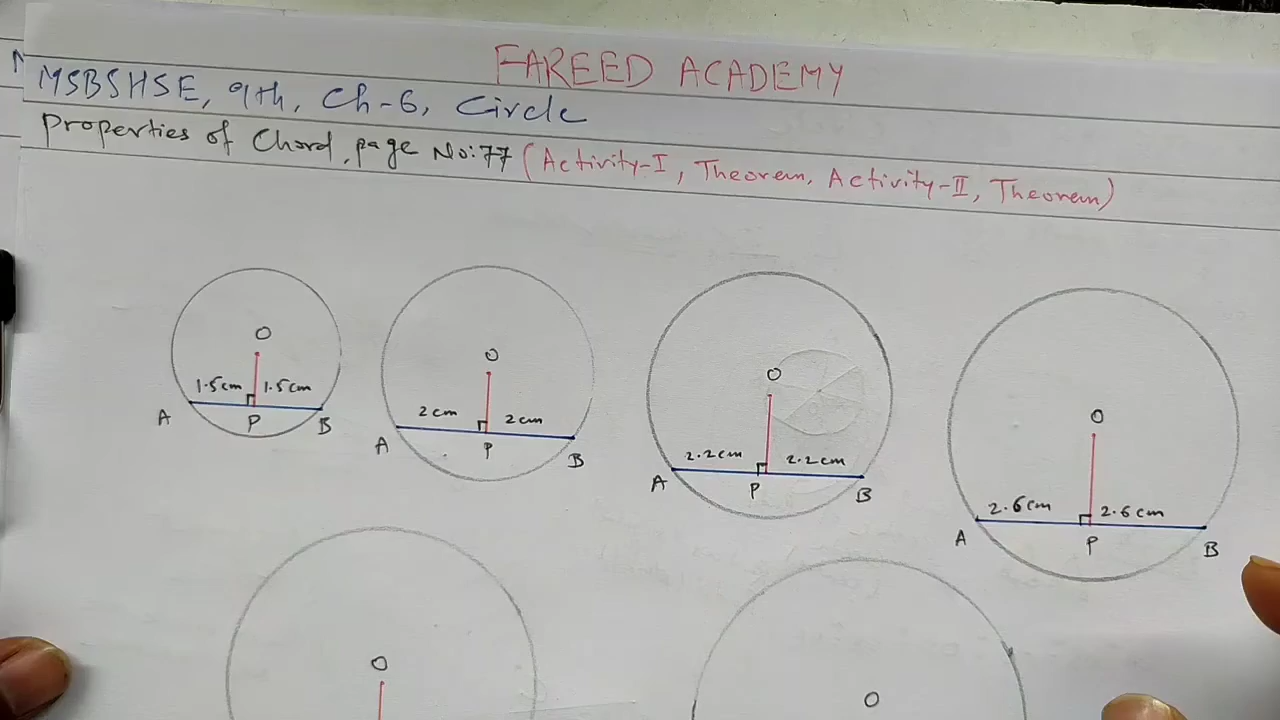 FAREED ACADEMY
MSBSHSE, 9th, Ch-6, Circle
Properties of Chord, page No:77 (Activity-I, Theorem, Activity-II, Theorem)
O
1.5cm 1.5cm
A P B
O
2cm 2cm
A P B
O
2.2cm 2.2cm
A P B
O
2.6cm 2.6cm
A P B
O
O